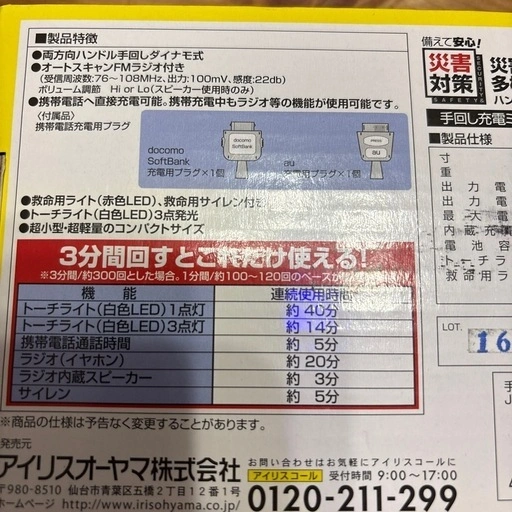 ■製品特徴
●両方向ハンドル手回しダイナモ式
●オートスキャンFMラジオ付き
(受信周波数:76~108MHz、出力:100mV、感度:22db)
ボリューム調節 Hi or Lo(スピーカー使用時のみ)
●携帯電話へ直接充電可能。携帯充電中もラジオ等の機能が使用可能です。
〈付属品〉
携帯電話充電用プラグ
docomo
SoftBank
au
docomo
SoftBank
充電用プラグ×1個
au
充電用プラグ×1個
●救命用ライト(赤色LED)、救命用サイレン付き
●トーチライト(白色LED)3点発光
●超小型・超軽量のコンパクトサイズ
3分間回すとこれだけ使える!
※3分間/約300回とした場合。1分間/約100~120回のペースが
機能 連続使用時間
トーチライト(白色LED)1点灯 約40分
トーチライト(白色LED)3点灯 約14分
携帯電話通話時間 約5分
ラジオ(イヤホン) 約20分
ラジオ内蔵スピーカー 約3分
サイレン 約5分
※商品の仕様は予告なく変更することがあります。
発売元
アイリスオーヤマ株式会社
〒980-8510 仙台市青葉区五橋2丁目12番1号
ホームページ http://www.irisohyama.co.jp/
お問い合わせはお気軽にアイリスコールに
アイリスコール 受付時間 9:00~17:00
0120-211-299
備えて安心!
災害
対策
SECURITY
SAFETY&
災
多
ハン
手回し充電ラ
■製品仕様
寸
重
出力電
出力電
最大電
内蔵充
電池容
トーチラ
救命用ラ
LOT.
16
手
J